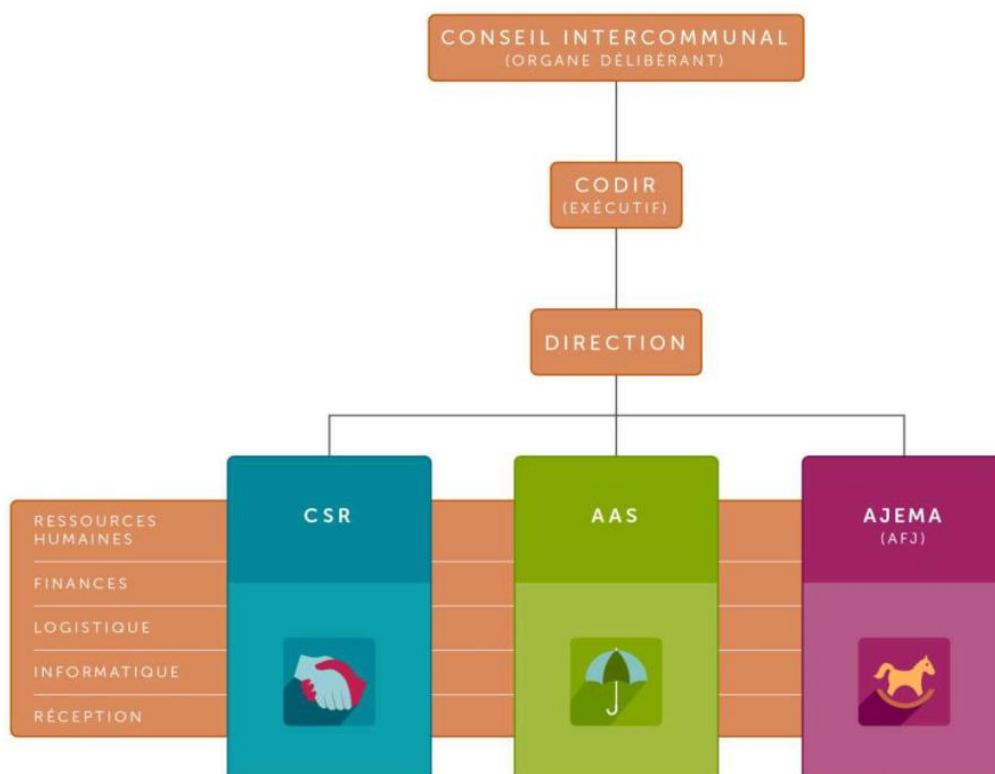 CONSEIL INTERCOMMUNAL
(ORGANE DÉLIBÉRANT)
CODIR
(EXÉCUTIF)
DIRECTION
CSR
AAS
AJEMA
(AFJ)
RESSOURCES
HUMAINES
FINANCES
LOGISTIQUE
INFORMATIQUE
RÉCEPTION